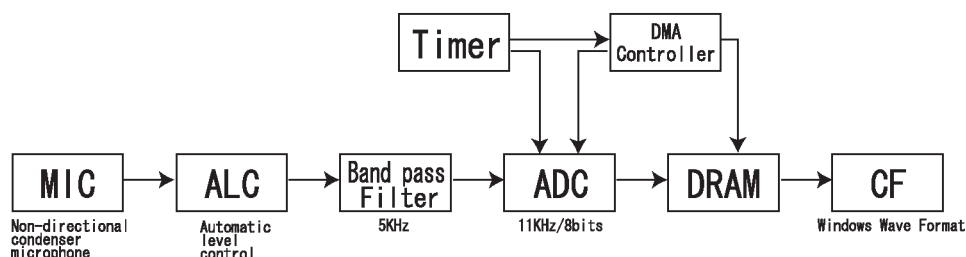 Timer
DMA
Controller
MIC
ALC
Band pass
Filter
ADC
DRAM
CF
Non-directional
condenser
microphone
Automatic
level
control
5KHz
11KHz/8bits
Windows Wave Format